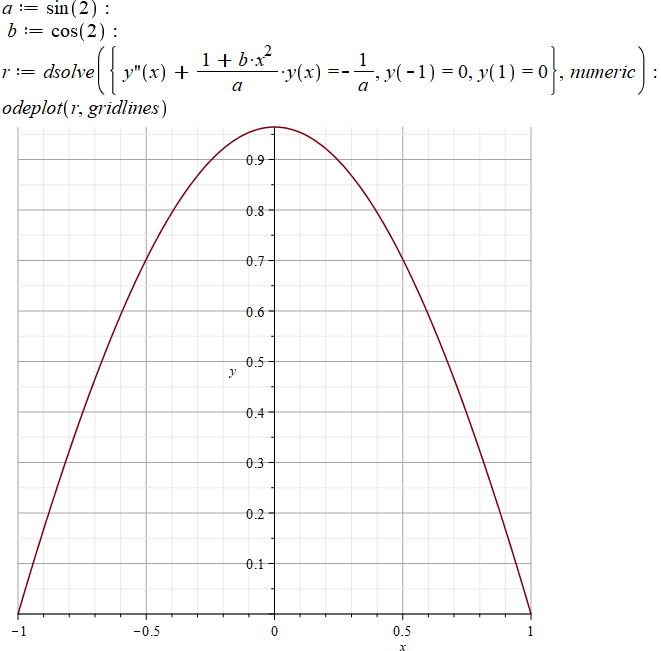 a := sin(2) :
b := cos(2) :
r := dsolve({y''(x) + (1 + b·x²)/a ·y(x) = -1/a, y(-1) = 0, y(1) = 0}, numeric) :
odeplot(r, gridlines)
0.9
0.8
0.7
0.6
y 0.5
0.4
0.3
0.2
0.1
-1 -0.5 0 0.5 1
x